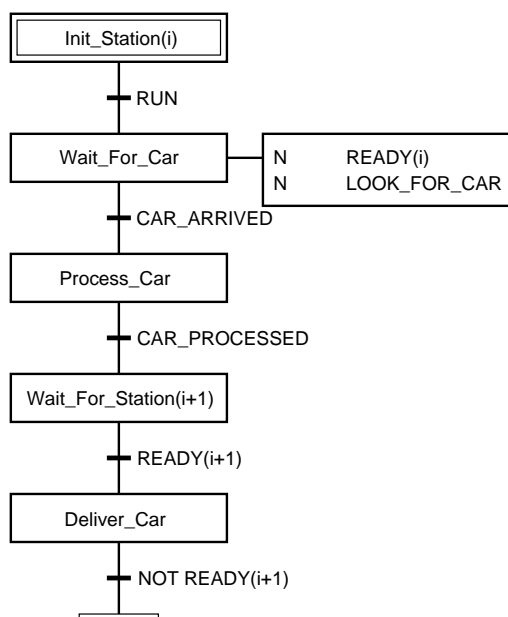 Init_Station(i)
RUN
Wait_For_Car
N READY(i)
N LOOK_FOR_CAR
CAR_ARRIVED
Process_Car
CAR_PROCESSED
Wait_For_Station(i+1)
READY(i+1)
Deliver_Car
NOT READY(i+1)